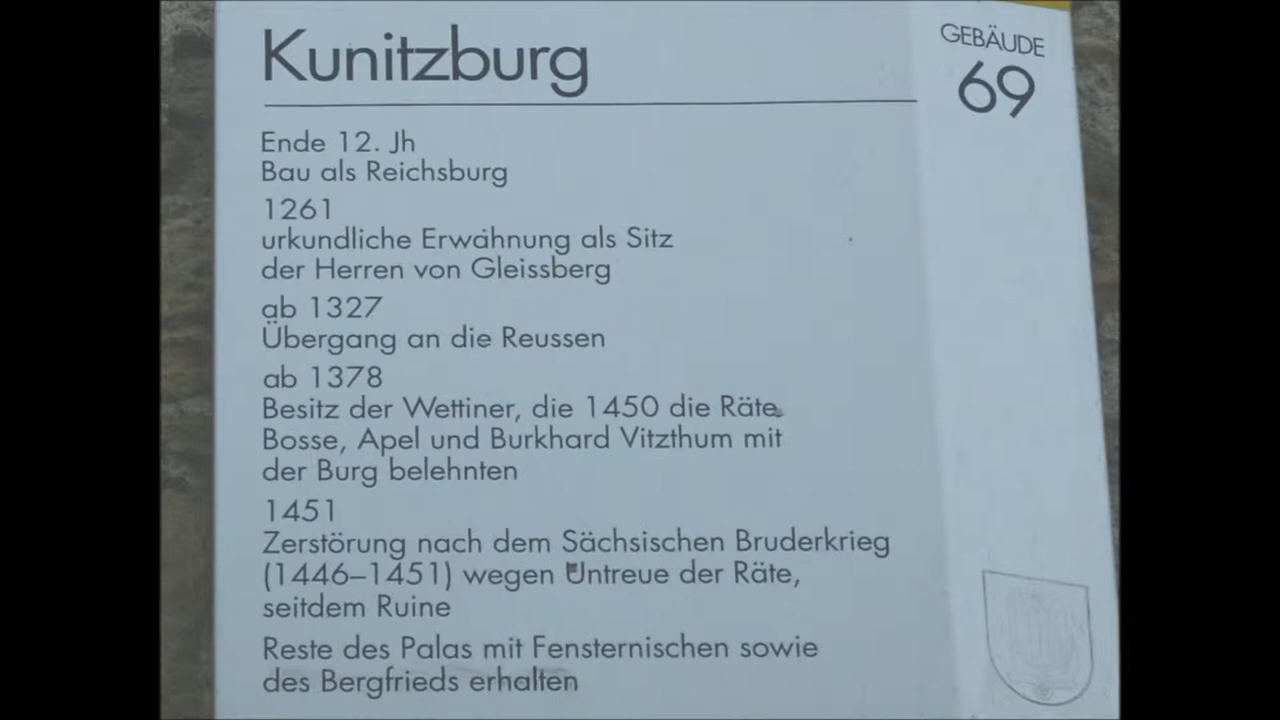 Kunitzburg
GEBÄUDE
69
Ende 12. Jh
Bau als Reichsburg
1261
urkundliche Erwähnung als Sitz
der Herren von Gleissberg
ab 1327
Übergang an die Reussen
ab 1378
Besitz der Wettiner, die 1450 die Räte
Bosse, Apel und Burkhard Vitzthum mit
der Burg belehnten
1451
Zerstörung nach dem Sächsischen Bruderkrieg
(1446–1451) wegen Untreue der Räte,
seitdem Ruine
Reste des Palas mit Fensternischen sowie
des Bergfrieds erhalten